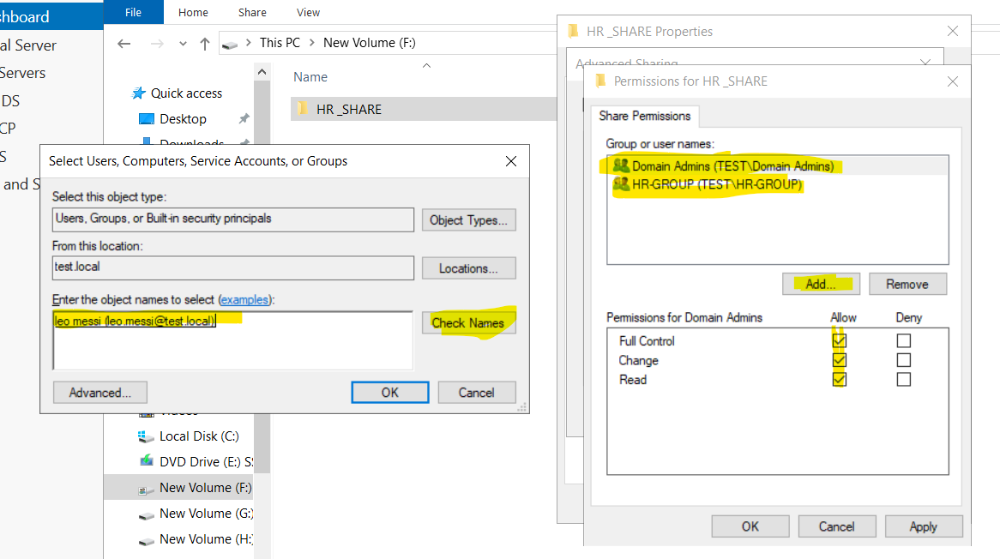 shboard
File
Home
Share
View
al Server
Servers
DS
CP
S
and S
This PC
New Volume (F:)
Name
HR _SHARE
Quick access
Desktop
Downloads
Videos
Local Disk (C:)
DVD Drive (E:) S
New Volume (F:)
New Volume (G:)
New Volume (H:)
Select Users, Computers, Service Accounts, or Groups
Select this object type:
Users, Groups, or Built-in security principals
Object Types...
From this location:
test.local
Locations...
Enter the object names to select (examples):
leo messi (leo.messi@test.local)
Check Names
Advanced...
OK
Cancel
HR _SHARE Properties
Advanced Sharing
Permissions for HR _SHARE
Share Permissions
Group or user names:
Domain Admins (TEST\Domain Admins)
HR-GROUP (TEST\HR-GROUP)
Add...
Remove
Permissions for Domain Admins
Allow
Deny
Full Control
Change
Read
OK
Cancel
Apply